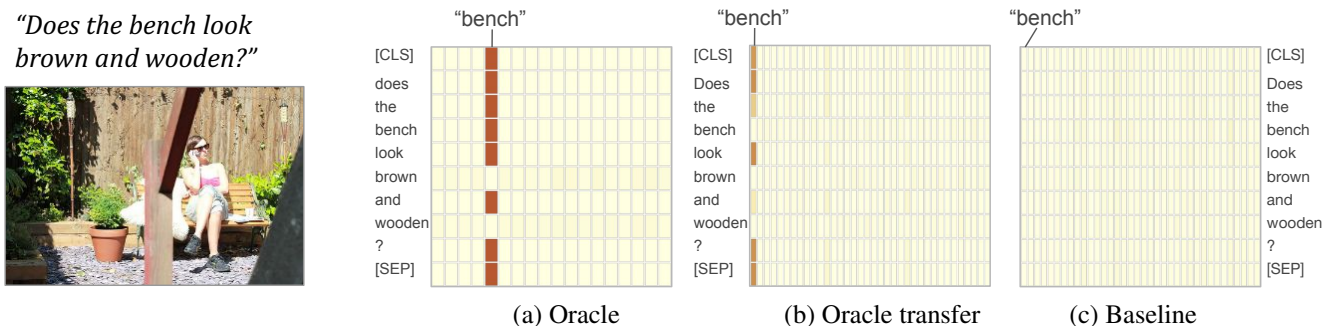 “Does the bench look
brown and wooden?”
“bench”
[CLS]
does
the
bench
look
brown
and
wooden
?
[SEP]
(a) Oracle
“bench”
[CLS]
Does
the
bench
look
brown
and
wooden
?
[SEP]
(b) Oracle transfer
“bench”
[CLS]
Does
the
bench
look
brown
and
wooden
?
[SEP]
(c) Baseline